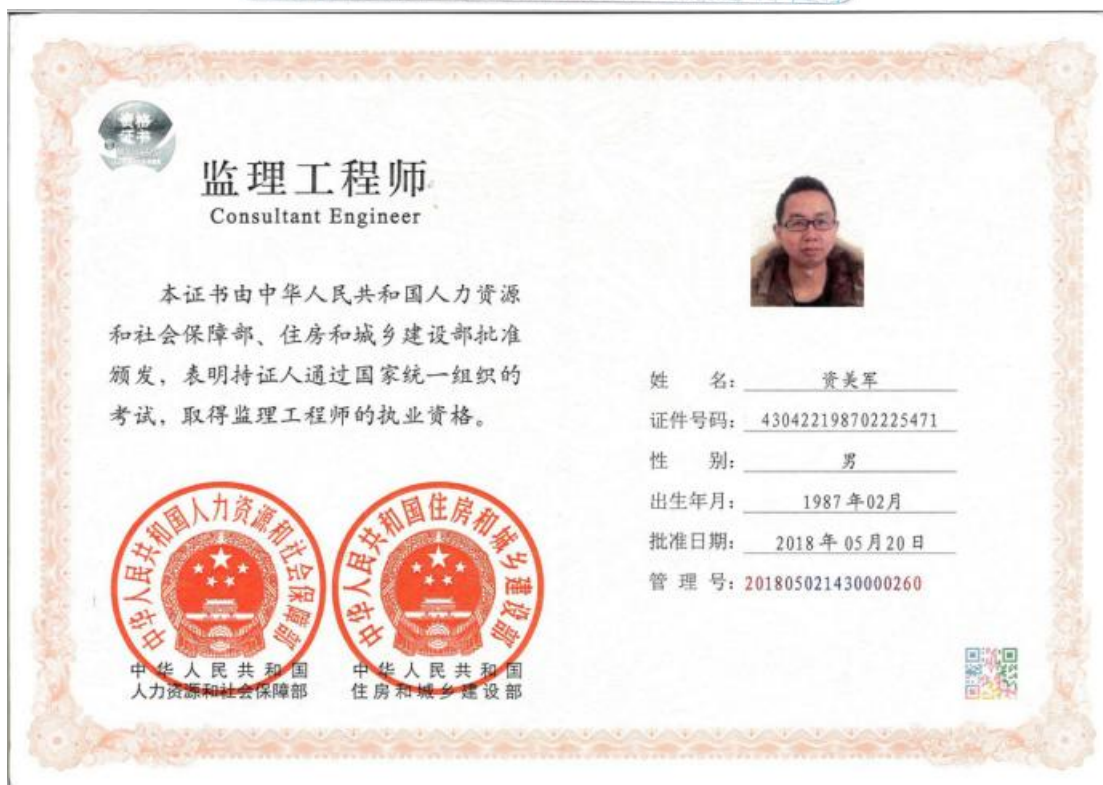 资格
证书
监理工程师
Consultant Engineer
本证书由中华人民共和国人力资源
和社会保障部、住房和城乡建设部批准
颁发，表明持证人通过国家统一组织的
考试，取得监理工程师的执业资格。
中华人民共和国人力资源和社会保障部
中华人民共和国住房和城乡建设部
中华人民共和国
人力资源和社会保障部
中华人民共和国
住房和城乡建设部
姓 名：资美军
证件号码：430422198702225471
性 别：男
出生年月：1987年02月
批准日期：2018年05月20日
管 理 号：201805021430000260